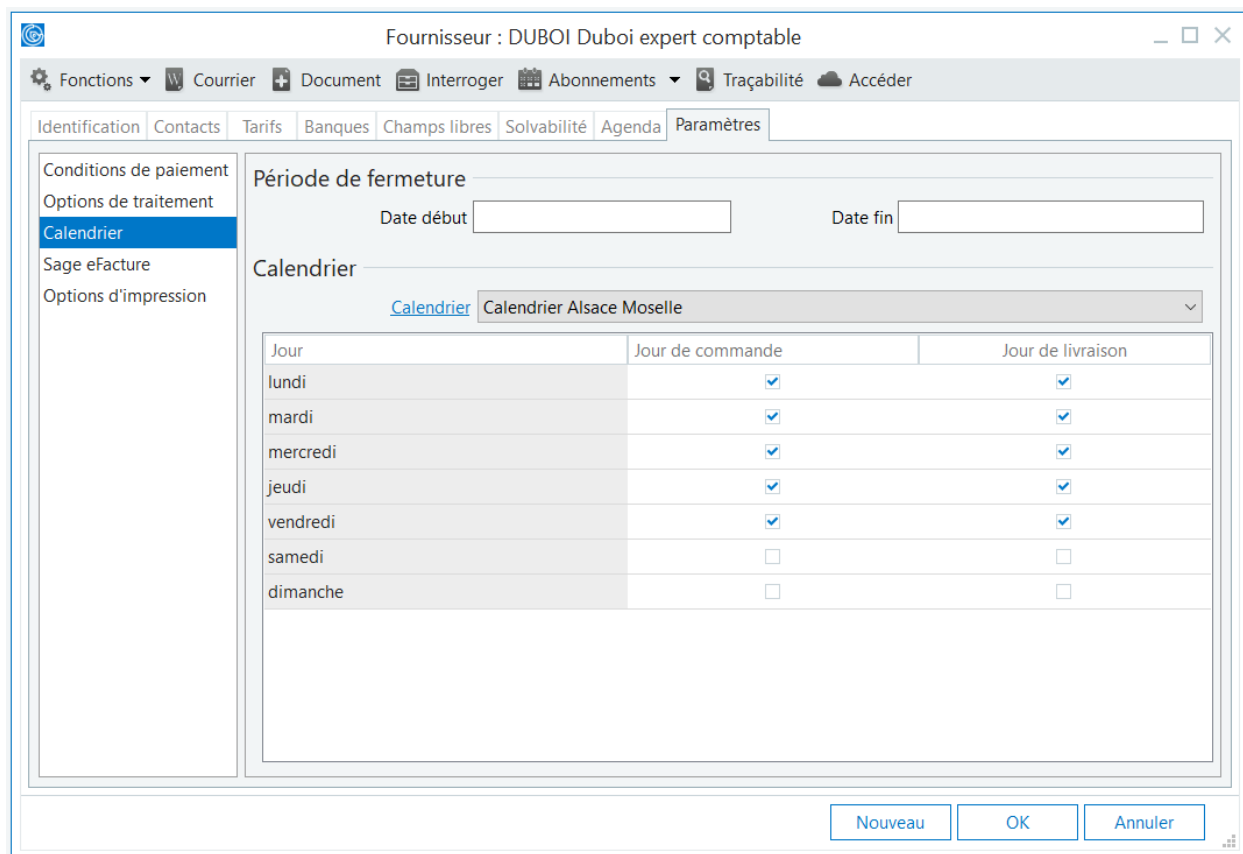 Fournisseur : DUBOI Duboi expert comptable
Fonctions Courrier Document Interroger Abonnements Traçabilité Accéder
Identification Contacts Tarifs Banques Champs libres Solvabilité Agenda Paramètres
Conditions de paiement
Options de traitement
Calendrier
Sage eFacture
Options d'impression
Période de fermeture
Date début Date fin
Calendrier
Calendrier Calendrier Alsace Moselle
Jour Jour de commande Jour de livraison
lundi
mardi
mercredi
jeudi
vendredi
samedi
dimanche
Nouveau OK Annuler